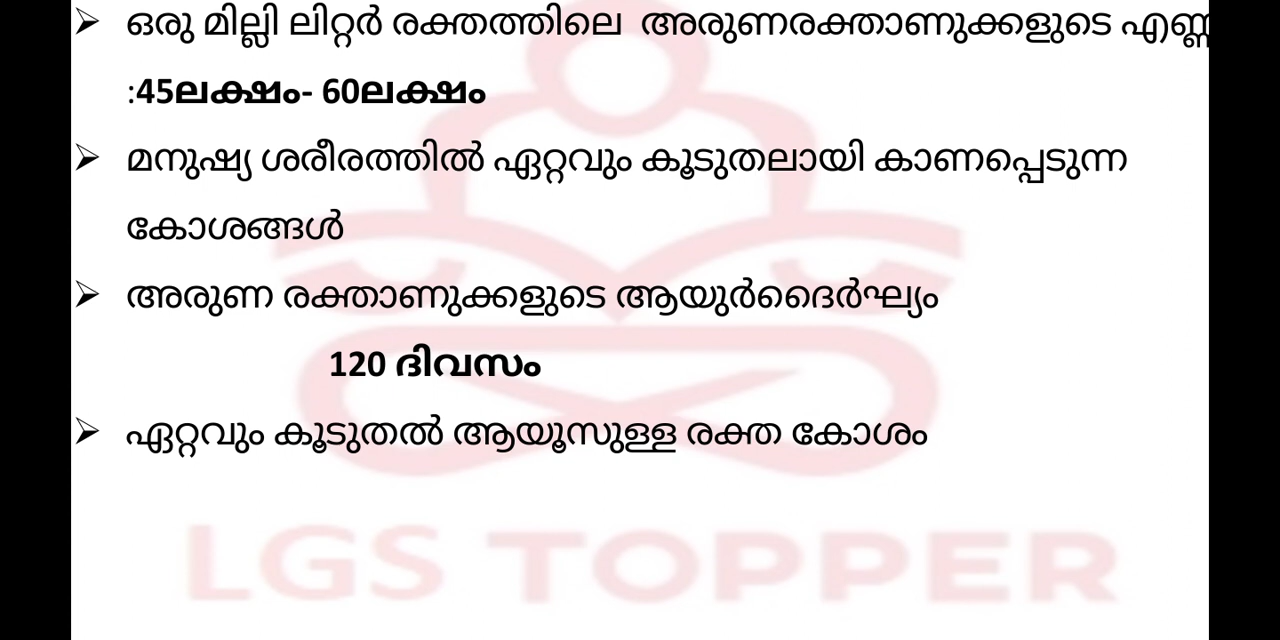 ➢ ഒരു മില്ലി ലിറ്റർ രക്തത്തിലെ അരുണരക്താണുക്കളുടെ എണ്ണ
:45ലക്ഷം- 60ലക്ഷം
➢ മനുഷ്യ ശരീരത്തിൽ ഏറ്റവും കൂടുതലായി കാണപ്പെടുന്ന
കോശങ്ങൾ
➢ അരുണ രക്താണുക്കളുടെ ആയുർദൈർഘ്യം
120 ദിവസം
➢ ഏറ്റവും കൂടുതൽ ആയൂസുള്ള രക്ത കോശം
LGS TOPPER